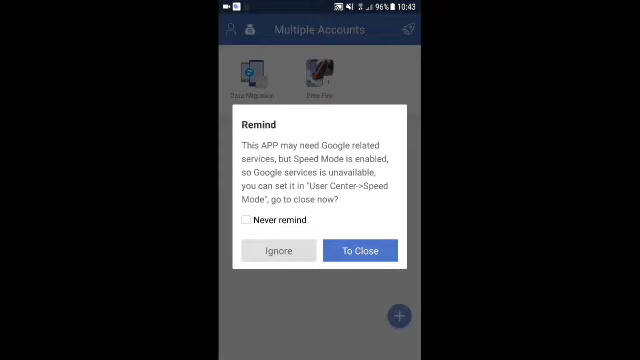 96% 10:43
Multiple Accounts
Data Migration
Free Fire
Remind
This APP may need Google related
services, but Speed Mode is enabled,
so Google services is unavailable,
you can set it in "User Center->Speed
Mode", go to close now?
Never remind
Ignore
To Close